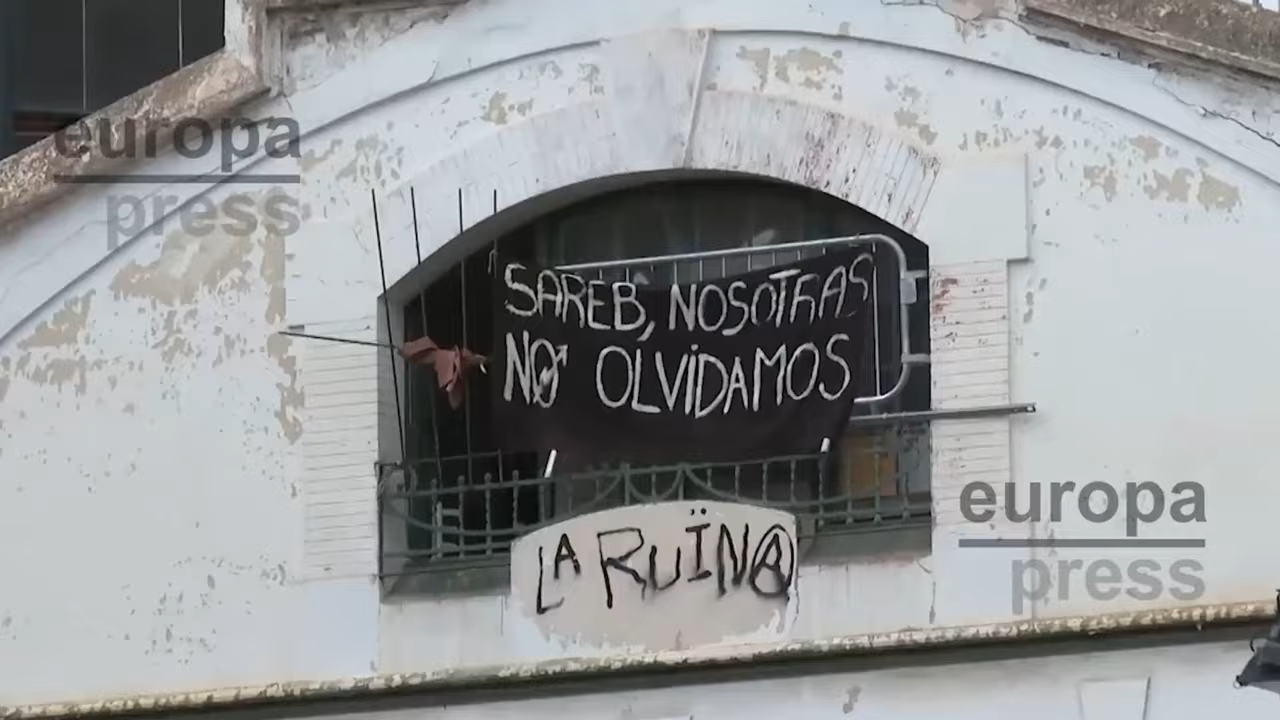 europa
press
SAREB, NOSOTRAS
NO OLVIDAMOS
LA RUÏNA
europa
press